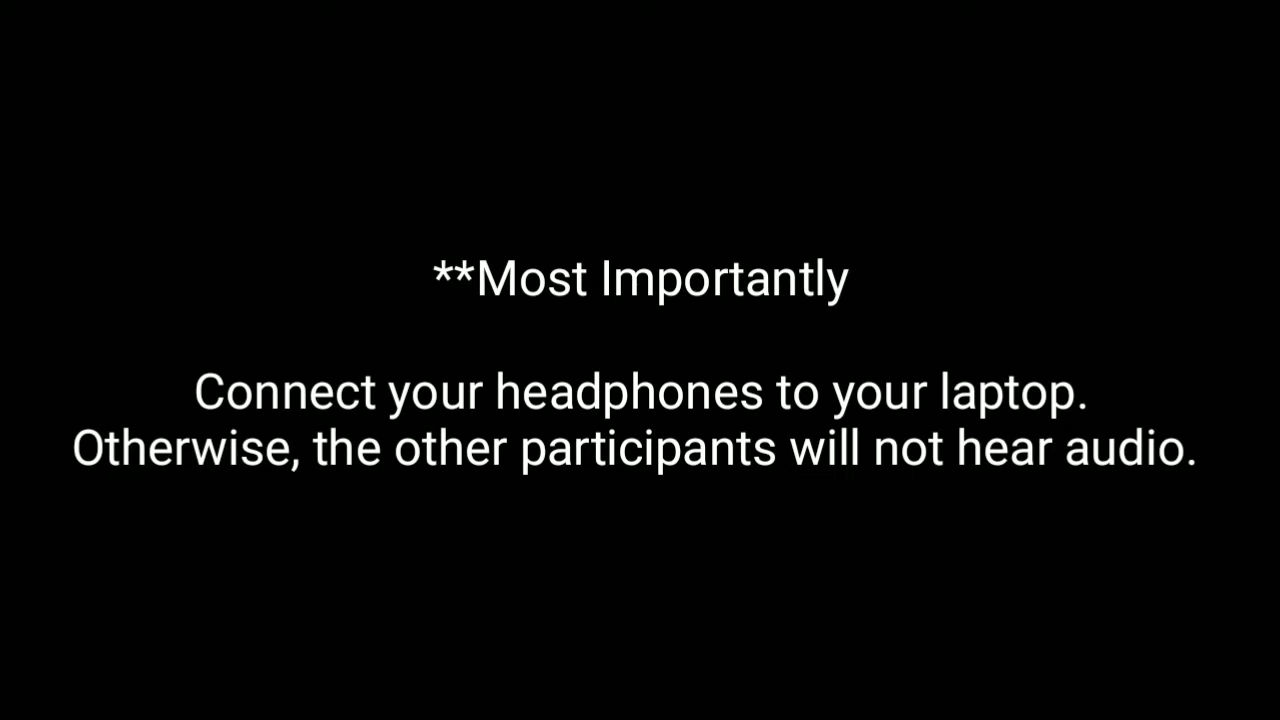 **Most Importantly
Connect your headphones to your laptop.
Otherwise, the other participants will not hear audio.